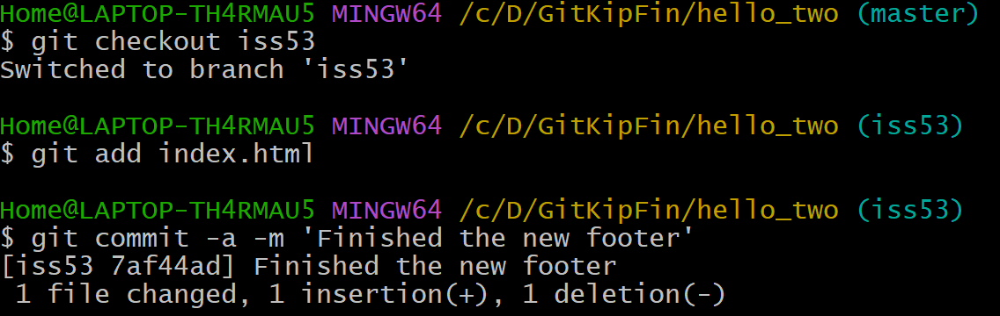 Home@LAPTOP-TH4RMAU5 MINGW64 /c/D/GitKipFin/hello_two (master)
$ git checkout iss53
Switched to branch 'iss53'
Home@LAPTOP-TH4RMAU5 MINGW64 /c/D/GitKipFin/hello_two (iss53)
$ git add index.html
Home@LAPTOP-TH4RMAU5 MINGW64 /c/D/GitKipFin/hello_two (iss53)
$ git commit -a -m 'Finished the new footer'
[iss53 7af44ad] Finished the new footer
 1 file changed, 1 insertion(+), 1 deletion(-)